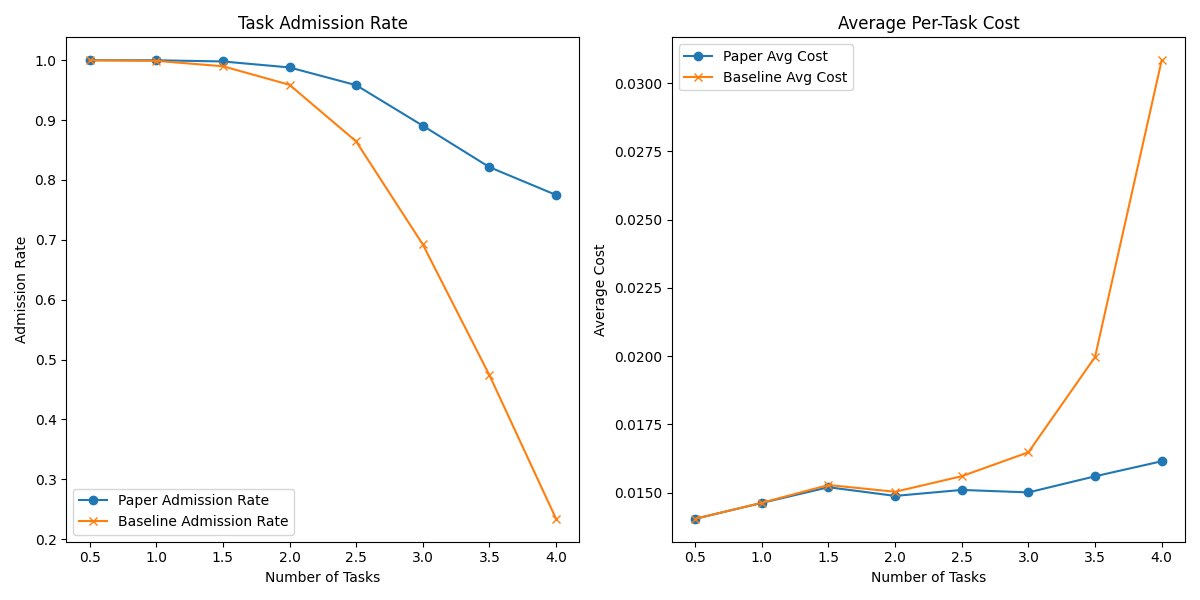 Task Admission Rate
Admission Rate
1.0
0.9
0.8
0.7
0.6
0.5
0.4
0.3
0.2
Paper Admission Rate
Baseline Admission Rate
0.5 1.0 1.5 2.0 2.5 3.0 3.5 4.0
Number of Tasks
Average Per-Task Cost
Average Cost
Paper Avg Cost
Baseline Avg Cost
0.0300
0.0275
0.0250
0.0225
0.0200
0.0175
0.0150
0.5 1.0 1.5 2.0 2.5 3.0 3.5 4.0
Number of Tasks